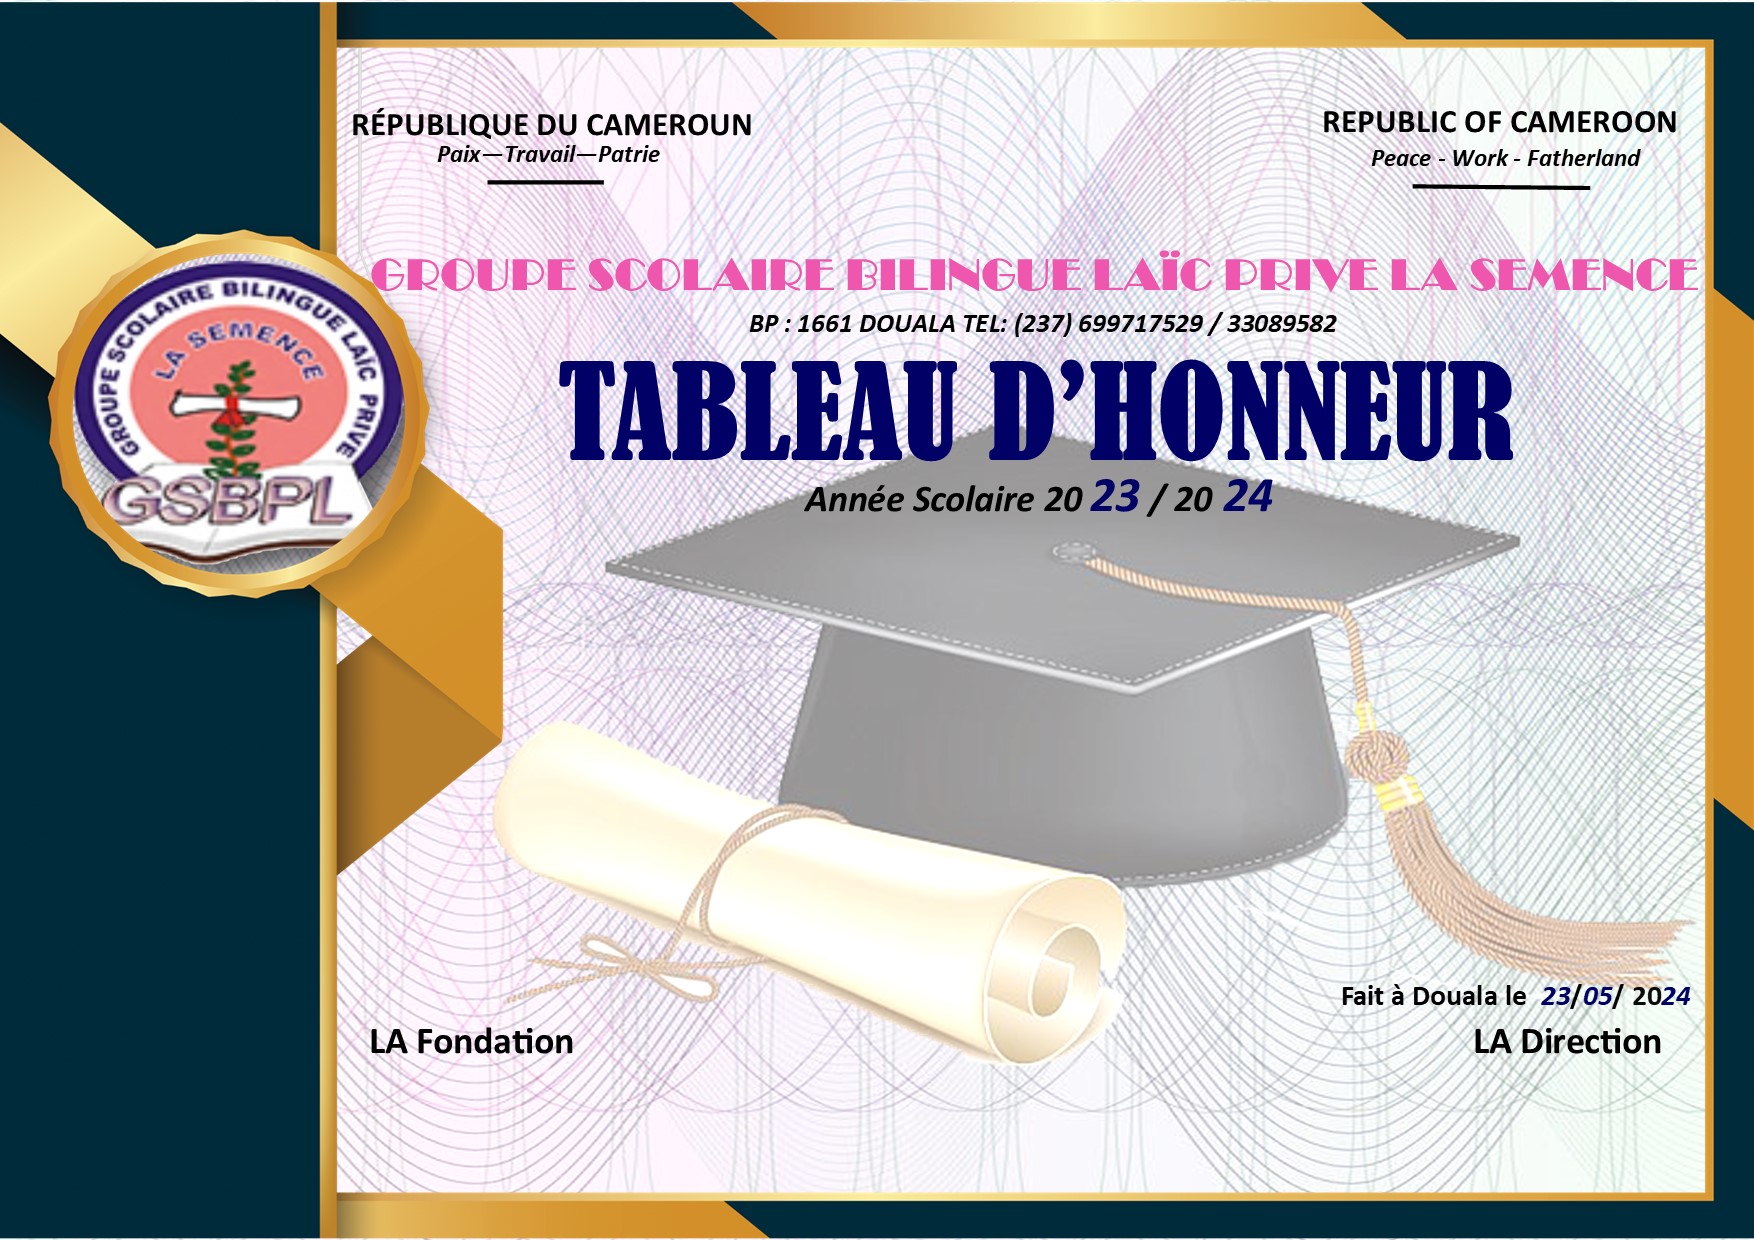 RÉPUBLIQUE DU CAMEROUN
Paix—Travail—Patrie
REPUBLIC OF CAMEROON
Peace - Work - Fatherland
GROUPE SCOLAIRE BILINGUE LAÏC PRIVE LA SEMENCE
BP : 1661 DOUALA TEL: (237) 699717529 / 33089582
TABLEAU D'HONNEUR
Année Scolaire 20 23 / 20 24
GROUPE SCOLAIRE BILINGUE LAÏC PRIVE
LA SEMENCE
GSBPL
Fait à Douala le 23/05/ 2024
LA Fondation
LA Direction